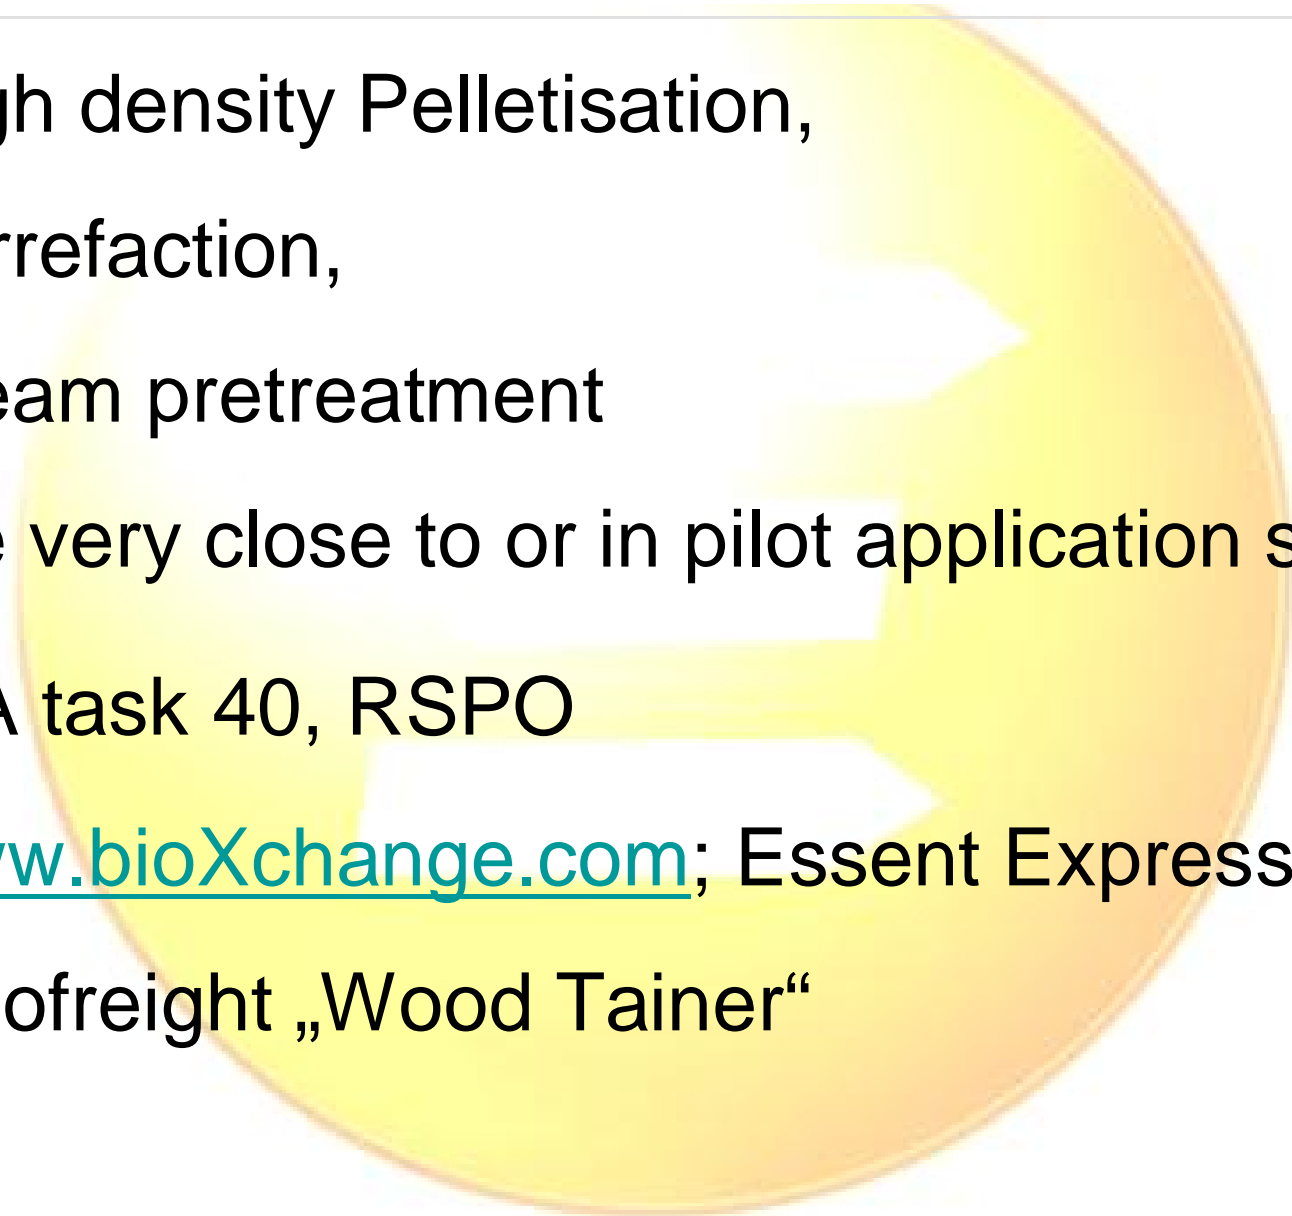 gh density Pelletisation,
rrefaction,
eam pretreatment
e very close to or in pilot application s
A task 40, RSPO
w.bioXchange.com; Essent Express
ofreight „Wood Tainer“